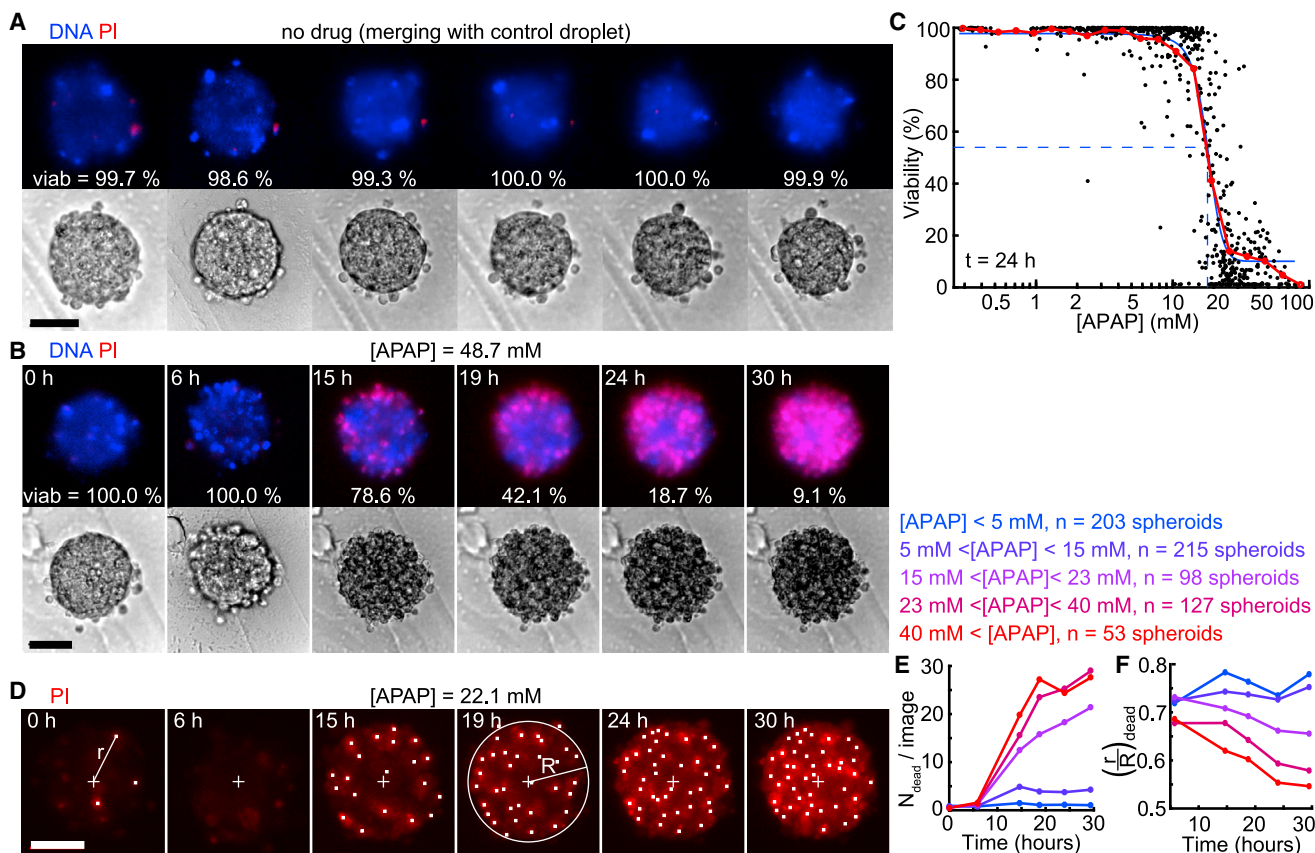 A
DNA PI
no drug (merging with control droplet)
viab = 99.7 %
98.6 %
99.3 %
100.0 %
100.0 %
99.9 %
B
DNA PI
[APAP] = 48.7 mM
0 h
6 h
15 h
19 h
24 h
30 h
viab = 100.0 %
100.0 %
78.6 %
42.1 %
18.7 %
9.1 %
D
PI
[APAP] = 22.1 mM
0 h
6 h
15 h
19 h
24 h
30 h
r
R
C
Viability (%)
100
80
60
40
20
0
t = 24 h
0.5
1
2
5
10
20
50
100
[APAP] (mM)
[APAP] < 5 mM, n = 203 spheroids
5 mM <[APAP] < 15 mM, n = 215 spheroids
15 mM <[APAP]< 23 mM, n = 98 spheroids
23 mM <[APAP]< 40 mM, n = 127 spheroids
40 mM < [APAP], n = 53 spheroids
E
N dead / image
30
20
10
0
0
10
20
30
Time (hours)
F
(r/R) dead
0.8
0.7
0.6
0.5
10
20
30
Time (hours)